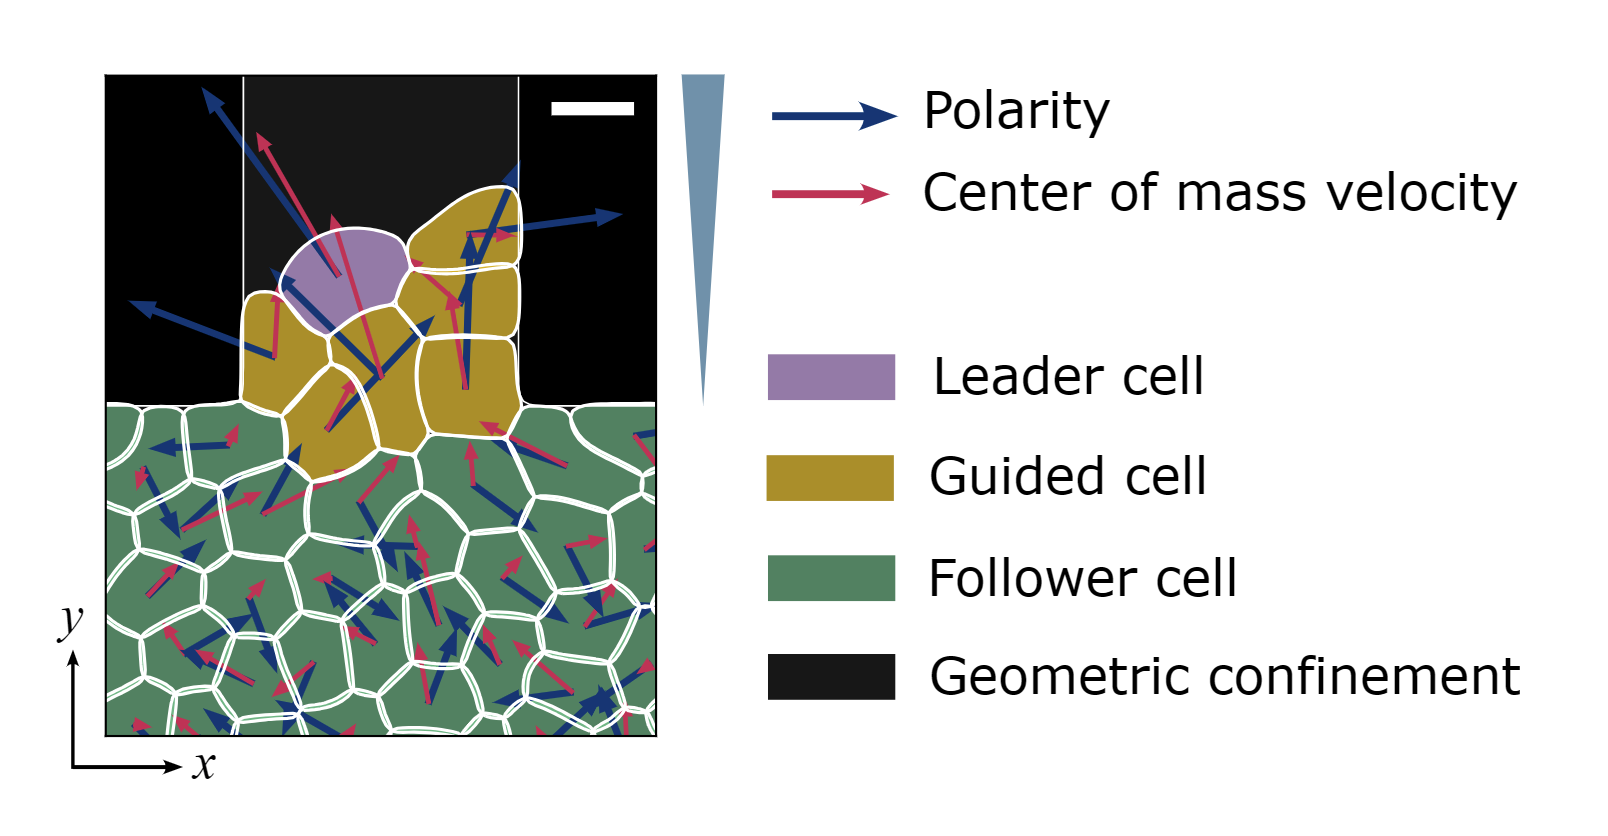 Polarity
Center of mass velocity
Leader cell
Guided cell
Follower cell
Geometric confinement
y
x